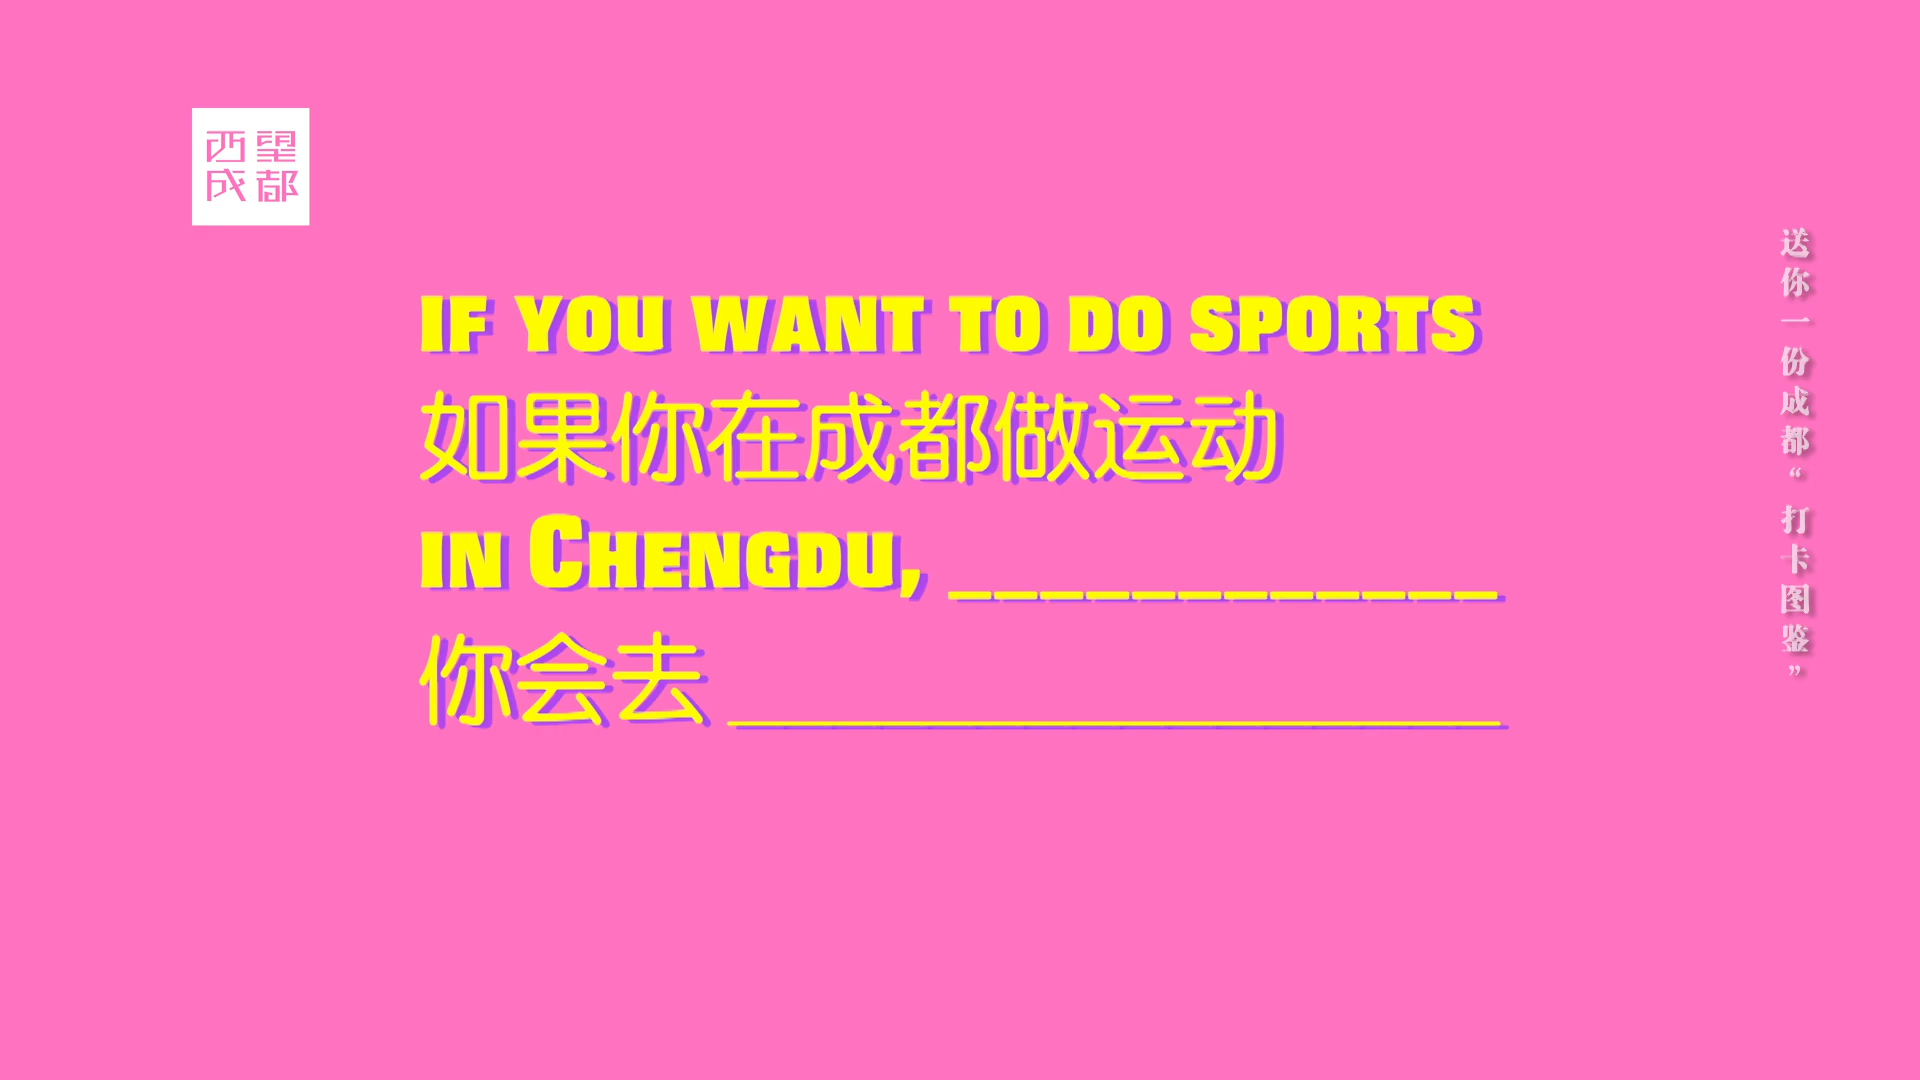 西望
成都
IF YOU WANT TO DO SPORTS
如果你在成都做运动
IN CHENGDU, ____________
你会去 ________________
送你一份成都“打卡图鉴”